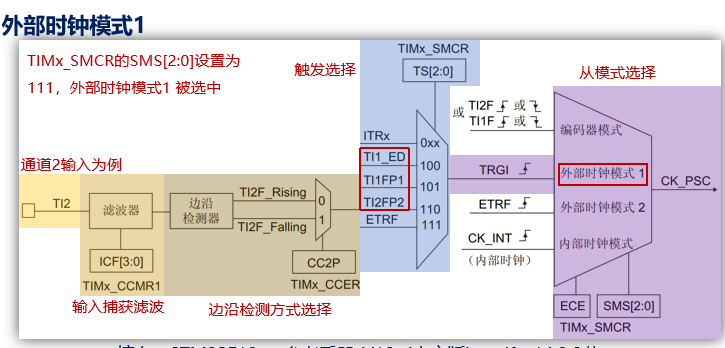 外部时钟模式1
TIMx_SMCR的SMS[2:0]设置为
111，外部时钟模式1 被选中
触发选择
TIMx_SMCR
TS[2:0]
从模式选择
或 TI2F 或
TI1F 或
编码器模式
ITRx
0xx
TI1_ED
100
TRGI
外部时钟模式 1
CK_PSC
TI1FP1
101
TI2FP2
110
ETRF
111
ETRF
外部时钟模式 2
CK_INT
（内部时钟）
内部时钟模式
通道2输入为例
TI2
滤波器
边沿
检测器
TI2F_Rising
0
TI2F_Falling
1
ICF[3:0]
TIMx_CCMR1
CC2P
TIMx_CCER
ECE
SMS[2:0]
TIMx_SMCR
输入捕获滤波
边沿检测方式选择